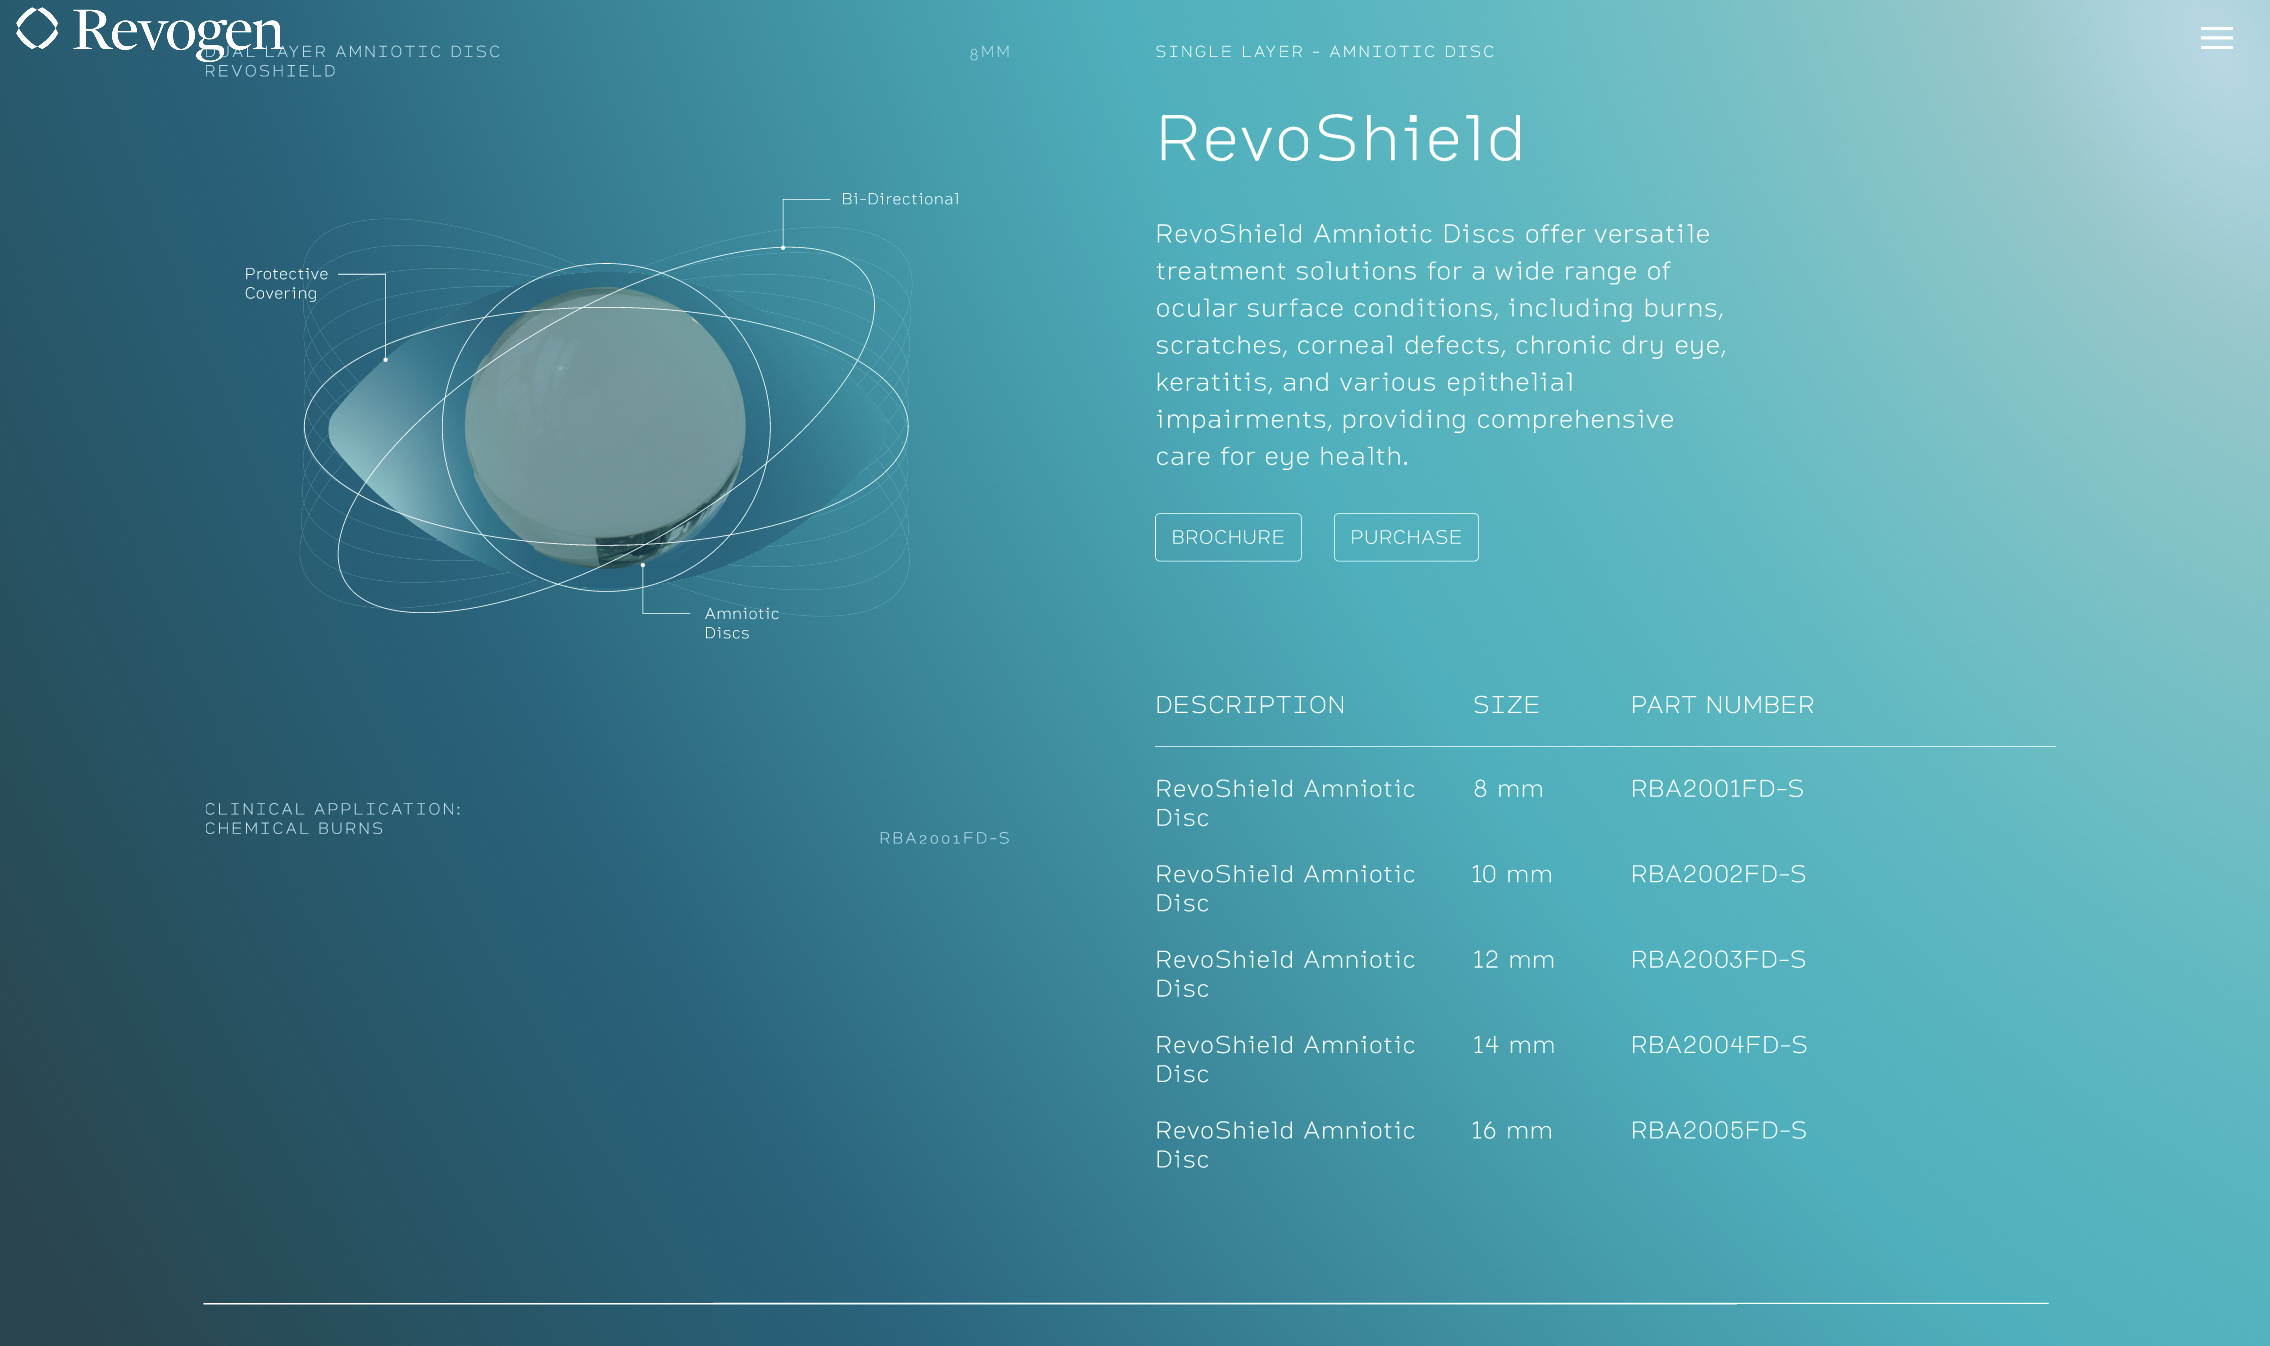 Revogen
DUAL LAYER AMNIOTIC DISC
REVOSHIELD
8MM
Bi-Directional
Protective
Covering
Amniotic
Discs
CLINICAL APPLICATION:
CHEMICAL BURNS
RBA2001FD-S
SINGLE LAYER - AMNIOTIC DISC
RevoShield
RevoShield Amniotic Discs offer versatile
treatment solutions for a wide range of
ocular surface conditions, including burns,
scratches, corneal defects, chronic dry eye,
keratitis, and various epithelial
impairments, providing comprehensive
care for eye health.
BROCHURE PURCHASE
DESCRIPTION SIZE PART NUMBER
RevoShield Amniotic 8 mm RBA2001FD-S
Disc
RevoShield Amniotic 10 mm RBA2002FD-S
Disc
RevoShield Amniotic 12 mm RBA2003FD-S
Disc
RevoShield Amniotic 14 mm RBA2004FD-S
Disc
RevoShield Amniotic 16 mm RBA2005FD-S
Disc